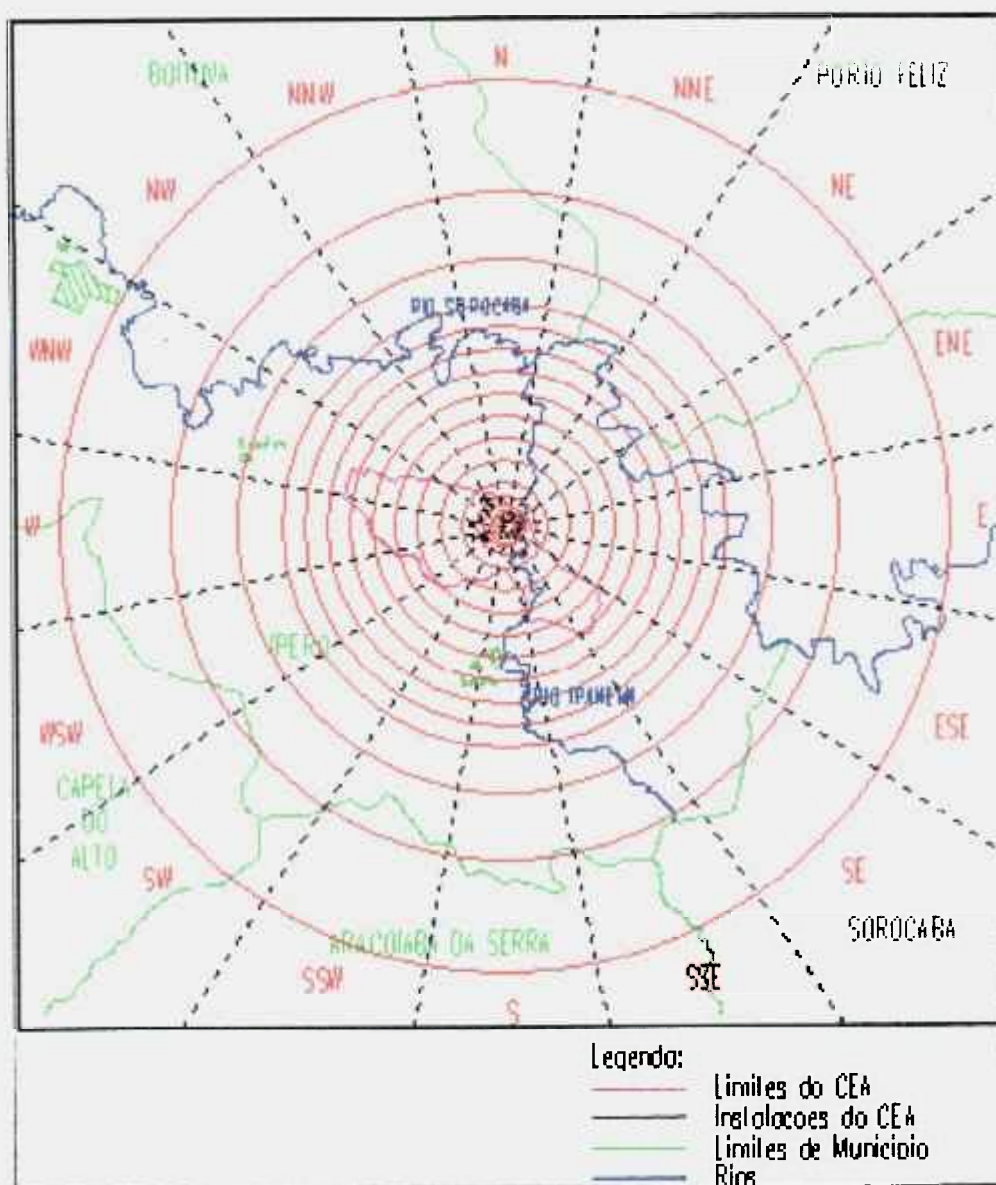 N
BOITUVA
PORTO FELIZ
NNW
NNE
NW
NE
RIO SOROCABA
WNW
ENE
W
E
IPERO
RIO IPANEMA
WSW
ESE
CAPELA
DO
ALTO
SW
SE
SOROCABA
ARACOIABA DA SERRA
SSW
SSE
S
Legenda:
Limites do CEA
Instalacoes do CEA
Limites de Municipio
Rios